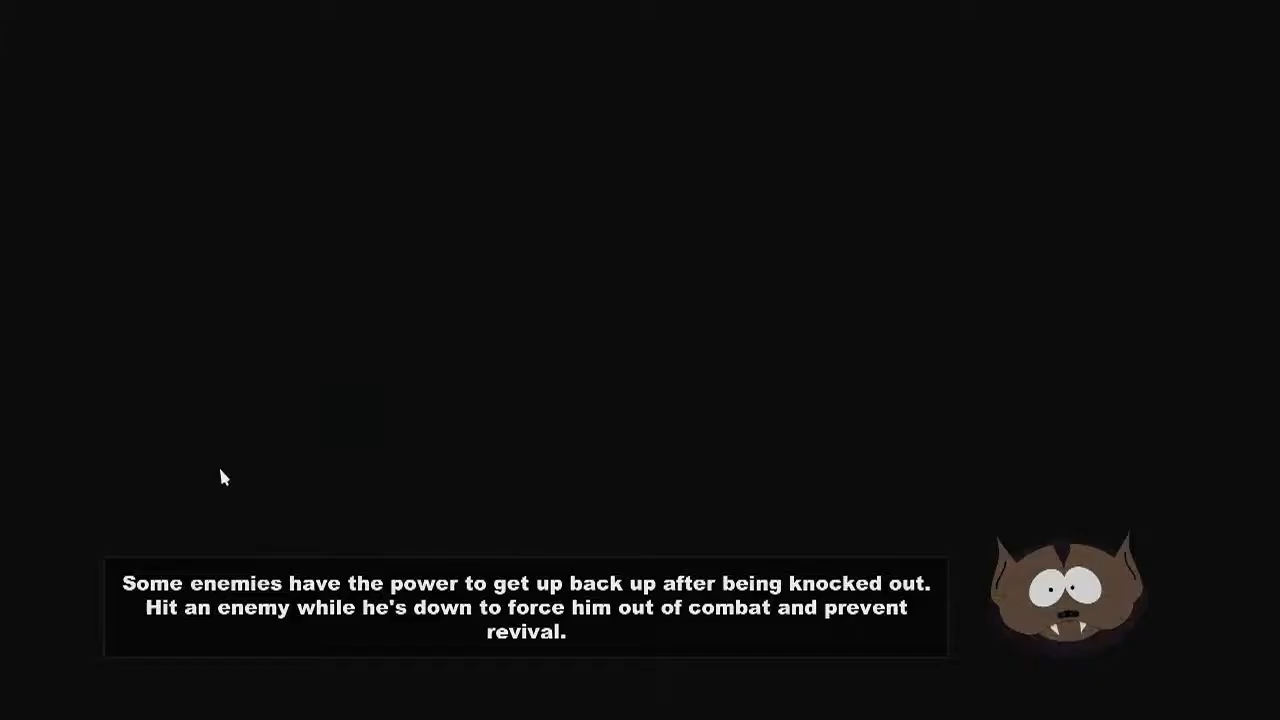 Some enemies have the power to get up back up after being knocked out.
Hit an enemy while he's down to force him out of combat and prevent
revival.